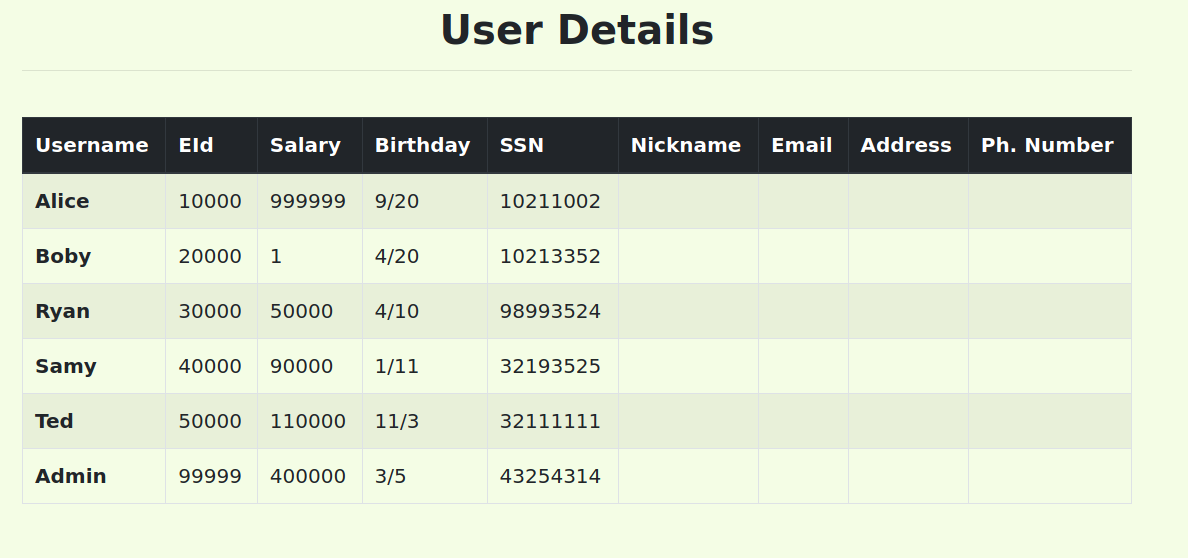 User Details
Username EId Salary Birthday SSN Nickname Email Address Ph. Number
Alice 10000 999999 9/20 10211002
Boby 20000 1 4/20 10213352
Ryan 30000 50000 4/10 98993524
Samy 40000 90000 1/11 32193525
Ted 50000 110000 11/3 32111111
Admin 99999 400000 3/5 43254314